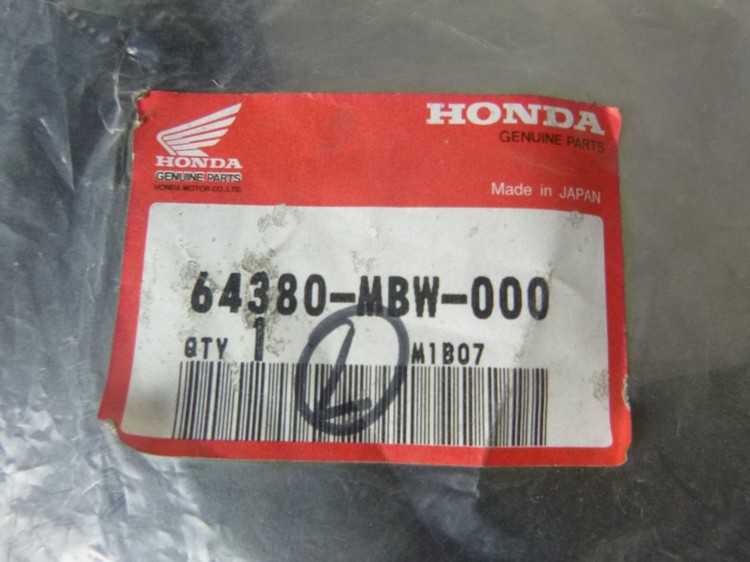 HONDA
GENUINE PARTS
HONDA MOTOR CO.,LTD.
HONDA
GENUINE PARTS
Made in JAPAN
64380-MBW-000
QTY 1
L
M1B07